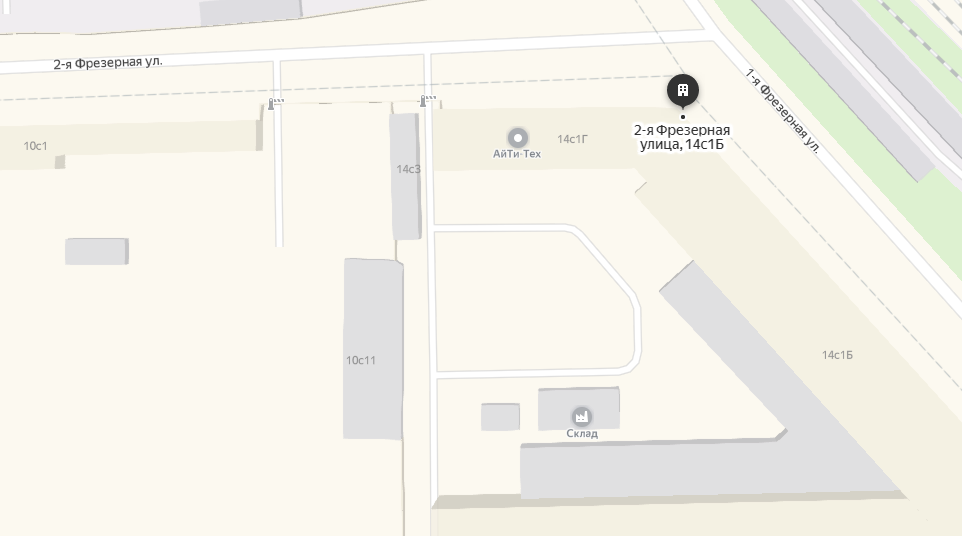 2-я Фрезерная ул.
1-я Фрезерная ул.
2-я Фрезерная
улица, 14с1Б
10с1
14с1Г
АйТи-Тех
14с3
14с1Б
10с11
Склад